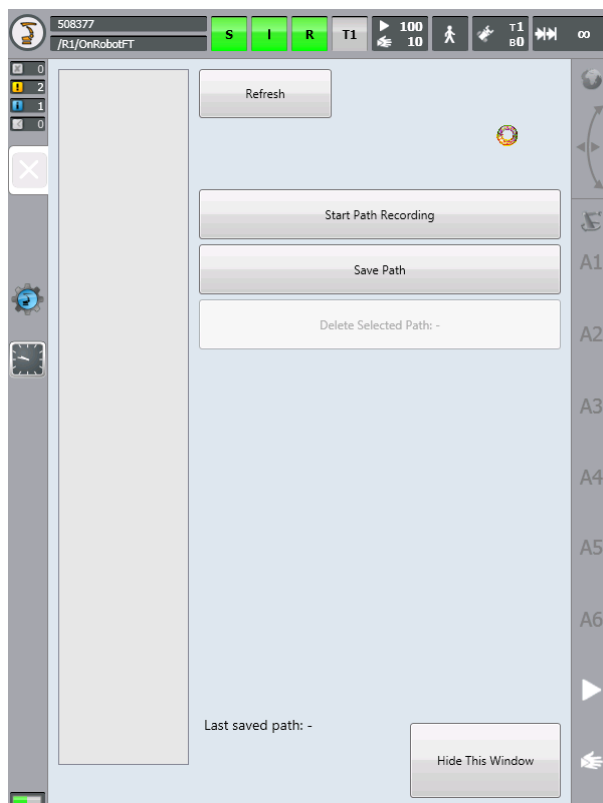 508377
/R1/OnRobotFT
S I R T1
100
10
T1
B0
∞
0
2
1
0
Refresh
Start Path Recording
Save Path
Delete Selected Path: -
A1
A2
A3
A4
A5
A6
Last saved path: -
Hide This Window